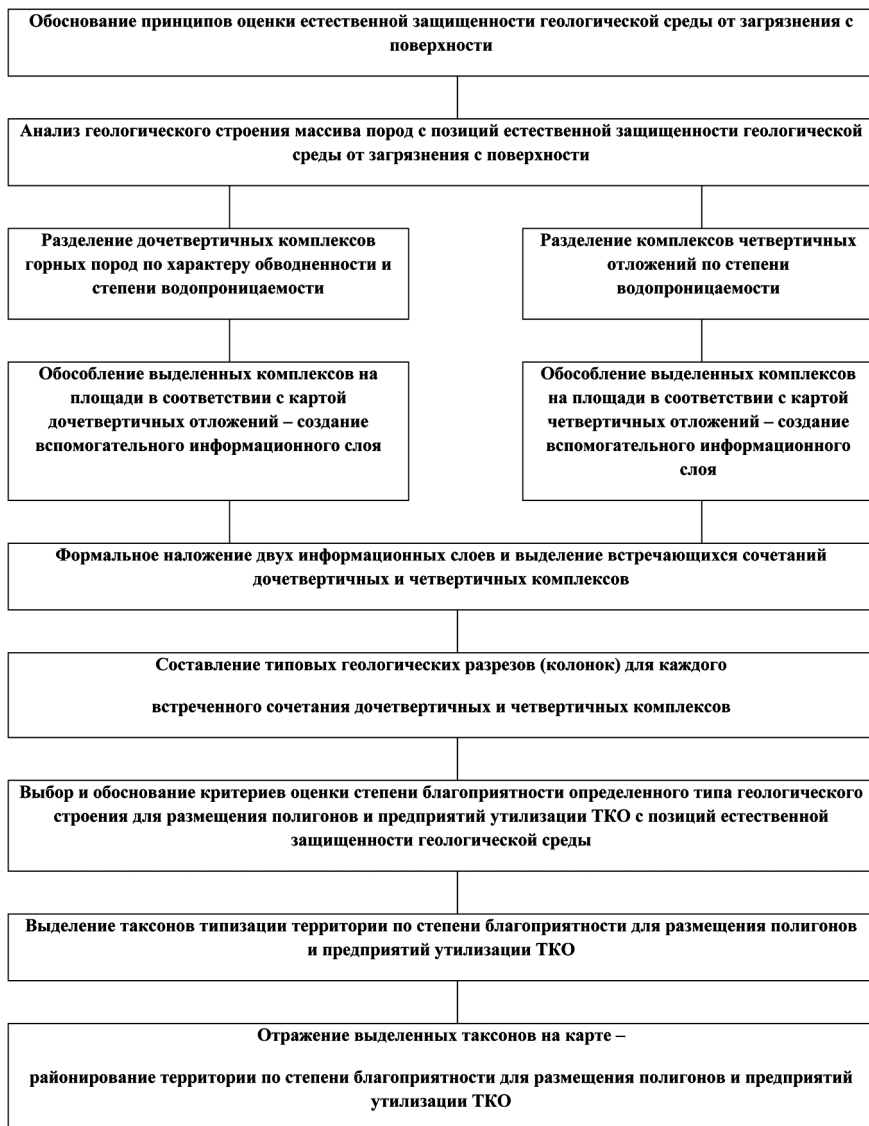 Обоснование принципов оценки естественной защищенности геологической среды от загрязнения с
поверхности
Анализ геологического строения массива пород с позиций естественной защищенности геологической
среды от загрязнения с поверхности
Разделение дочетвертичных комплексов
горных пород по характеру обводненности и
степени водопроницаемости
Разделение комплексов четвертичных
отложений по степени
водопроницаемости
Обособление выделенных комплексов на
площади в соответствии с картой
дочетвертичных отложений – создание
вспомогательного информационного слоя
Обособление выделенных комплексов
на площади в соответствии с картой
четвертичных отложений – создание
вспомогательного информационного
слоя
Формальное наложение двух информационных слоев и выделение встречающихся сочетаний
дочетвертичных и четвертичных комплексов
Составление типовых геологических разрезов (колонок) для каждого
встреченного сочетания дочетвертичных и четвертичных комплексов
Выбор и обоснование критериев оценки степени благоприятности определенного типа геологического
строения для размещения полигонов и предприятий утилизации ТКО с позиций естественной
защищенности геологической среды
Выделение таксонов типизации территории по степени благоприятности для размещения полигонов
и предприятий утилизации ТКО
Отражение выделенных таксонов на карте –
районирование территории по степени благоприятности для размещения полигонов и предприятий
утилизации ТКО